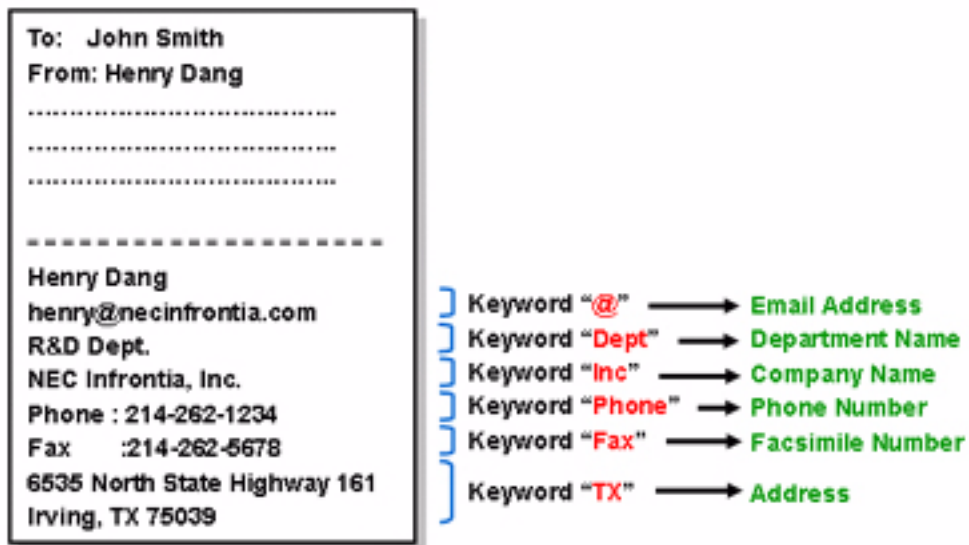 To: John Smith
From: Henry Dang
Henry Dang
henry@necinfrontia.com
R&D Dept.
NEC Infrontia, Inc.
Phone : 214-262-1234
Fax :214-262-5678
6535 North State Highway 161
Irving, TX 75039
Keyword “@” Email Address
Keyword “Dept” Department Name
Keyword “Inc” Company Name
Keyword “Phone” Phone Number
Keyword “Fax” Facsimile Number
Keyword “TX” Address